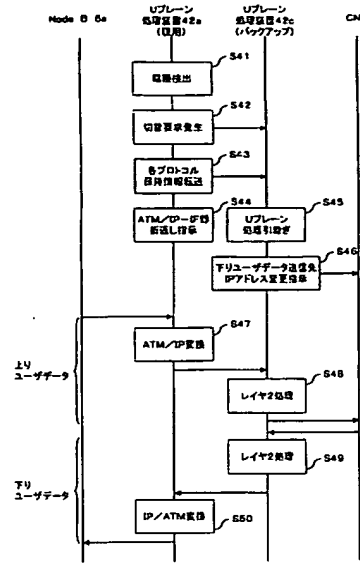 Node B 6a
Uプレーン
処理装置42a
(現用)
Uプレーン
処理装置42c
(バックアップ)
CN
障害検出
S41
切替要求発生
S42
各プロトコル
保持情報転送
S43
ATM/IP-IF部
折返し指示
S44
Uプレーン
処理引継ぎ
S45
下りユーザデータ送信先
IPアドレス変更指示
S46
上り
ユーザデータ
ATM/IP変換
S47
レイヤ2処理
S48
下り
ユーザデータ
レイヤ2処理
S49
IP/ATM変換
S50